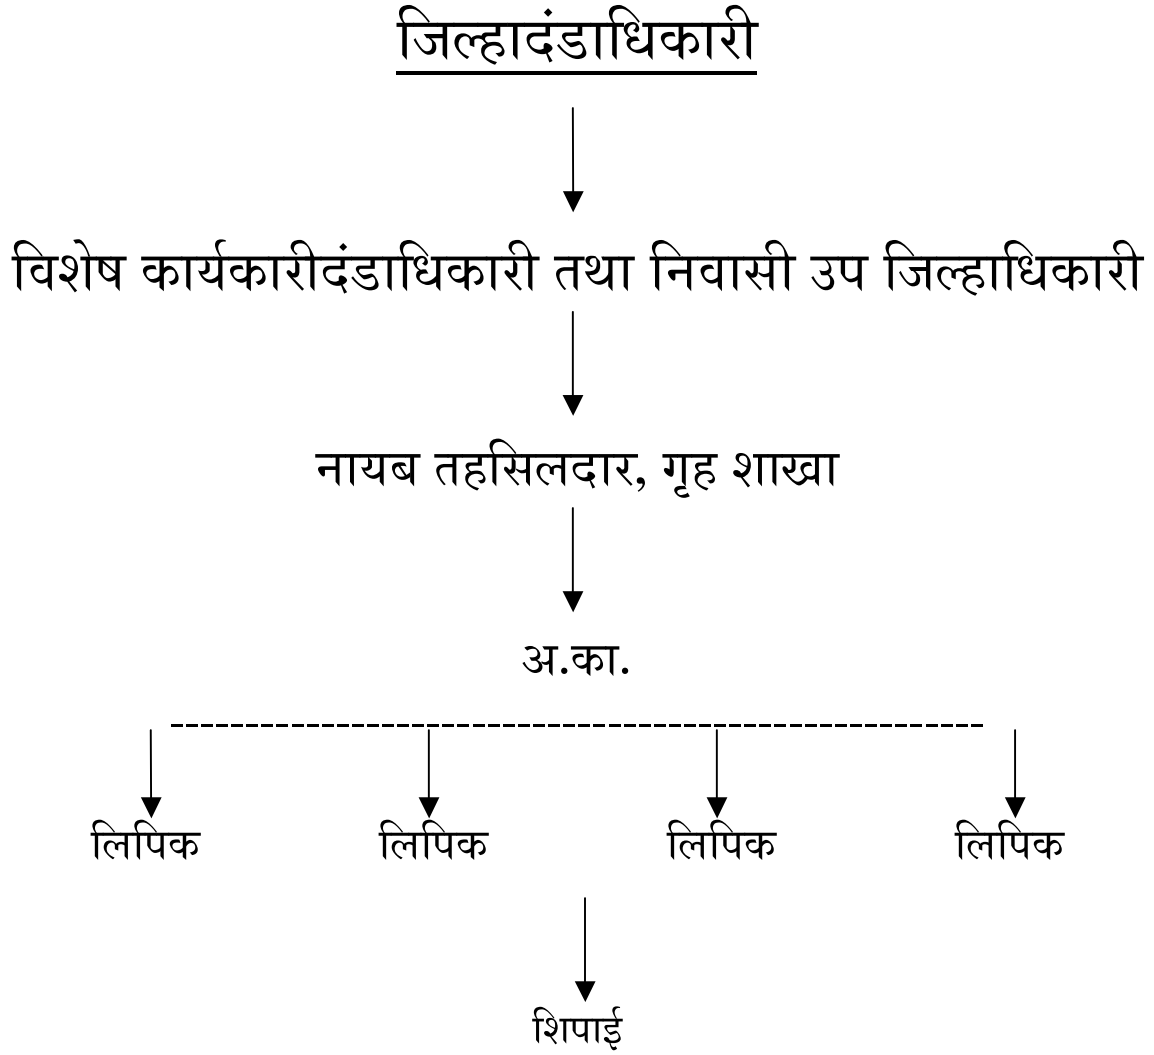 जिल्हादंडाधिकारी
विशेष कार्यकारीदंडाधिकारी तथा निवासी उप जिल्हाधिकारी
नायब तहसिलदार, गृह शाखा
अ.का.
लिपिक लिपिक लिपिक लिपिक
शिपाई